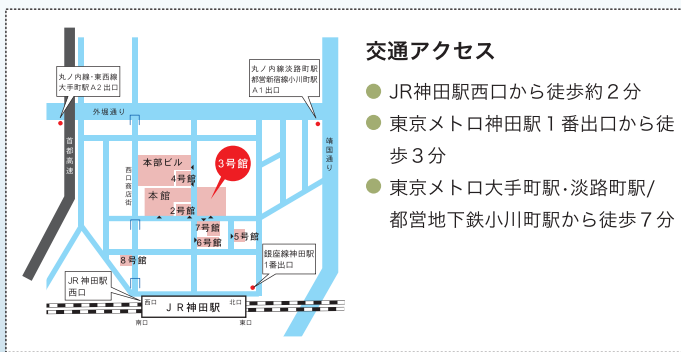 丸ノ内線・東西線
大手町駅A2出口
丸ノ内線淡路町駅
都営新宿線小川町駅
A1出口
外堀通り
首都高速
靖国通り
西口商店街
本部ビル
4号館
3号館
本館
2号館
7号館
6号館
5号館
8号館
銀座線神田駅
1番出口
JR神田駅
西口
西口
北口
JR神田駅
南口
東口
交通アクセス
● JR神田駅西口から徒歩約2分
● 東京メトロ神田駅1番出口から徒
歩3分
● 東京メトロ大手町駅・淡路町駅/
都営地下鉄小川町駅から徒歩7分